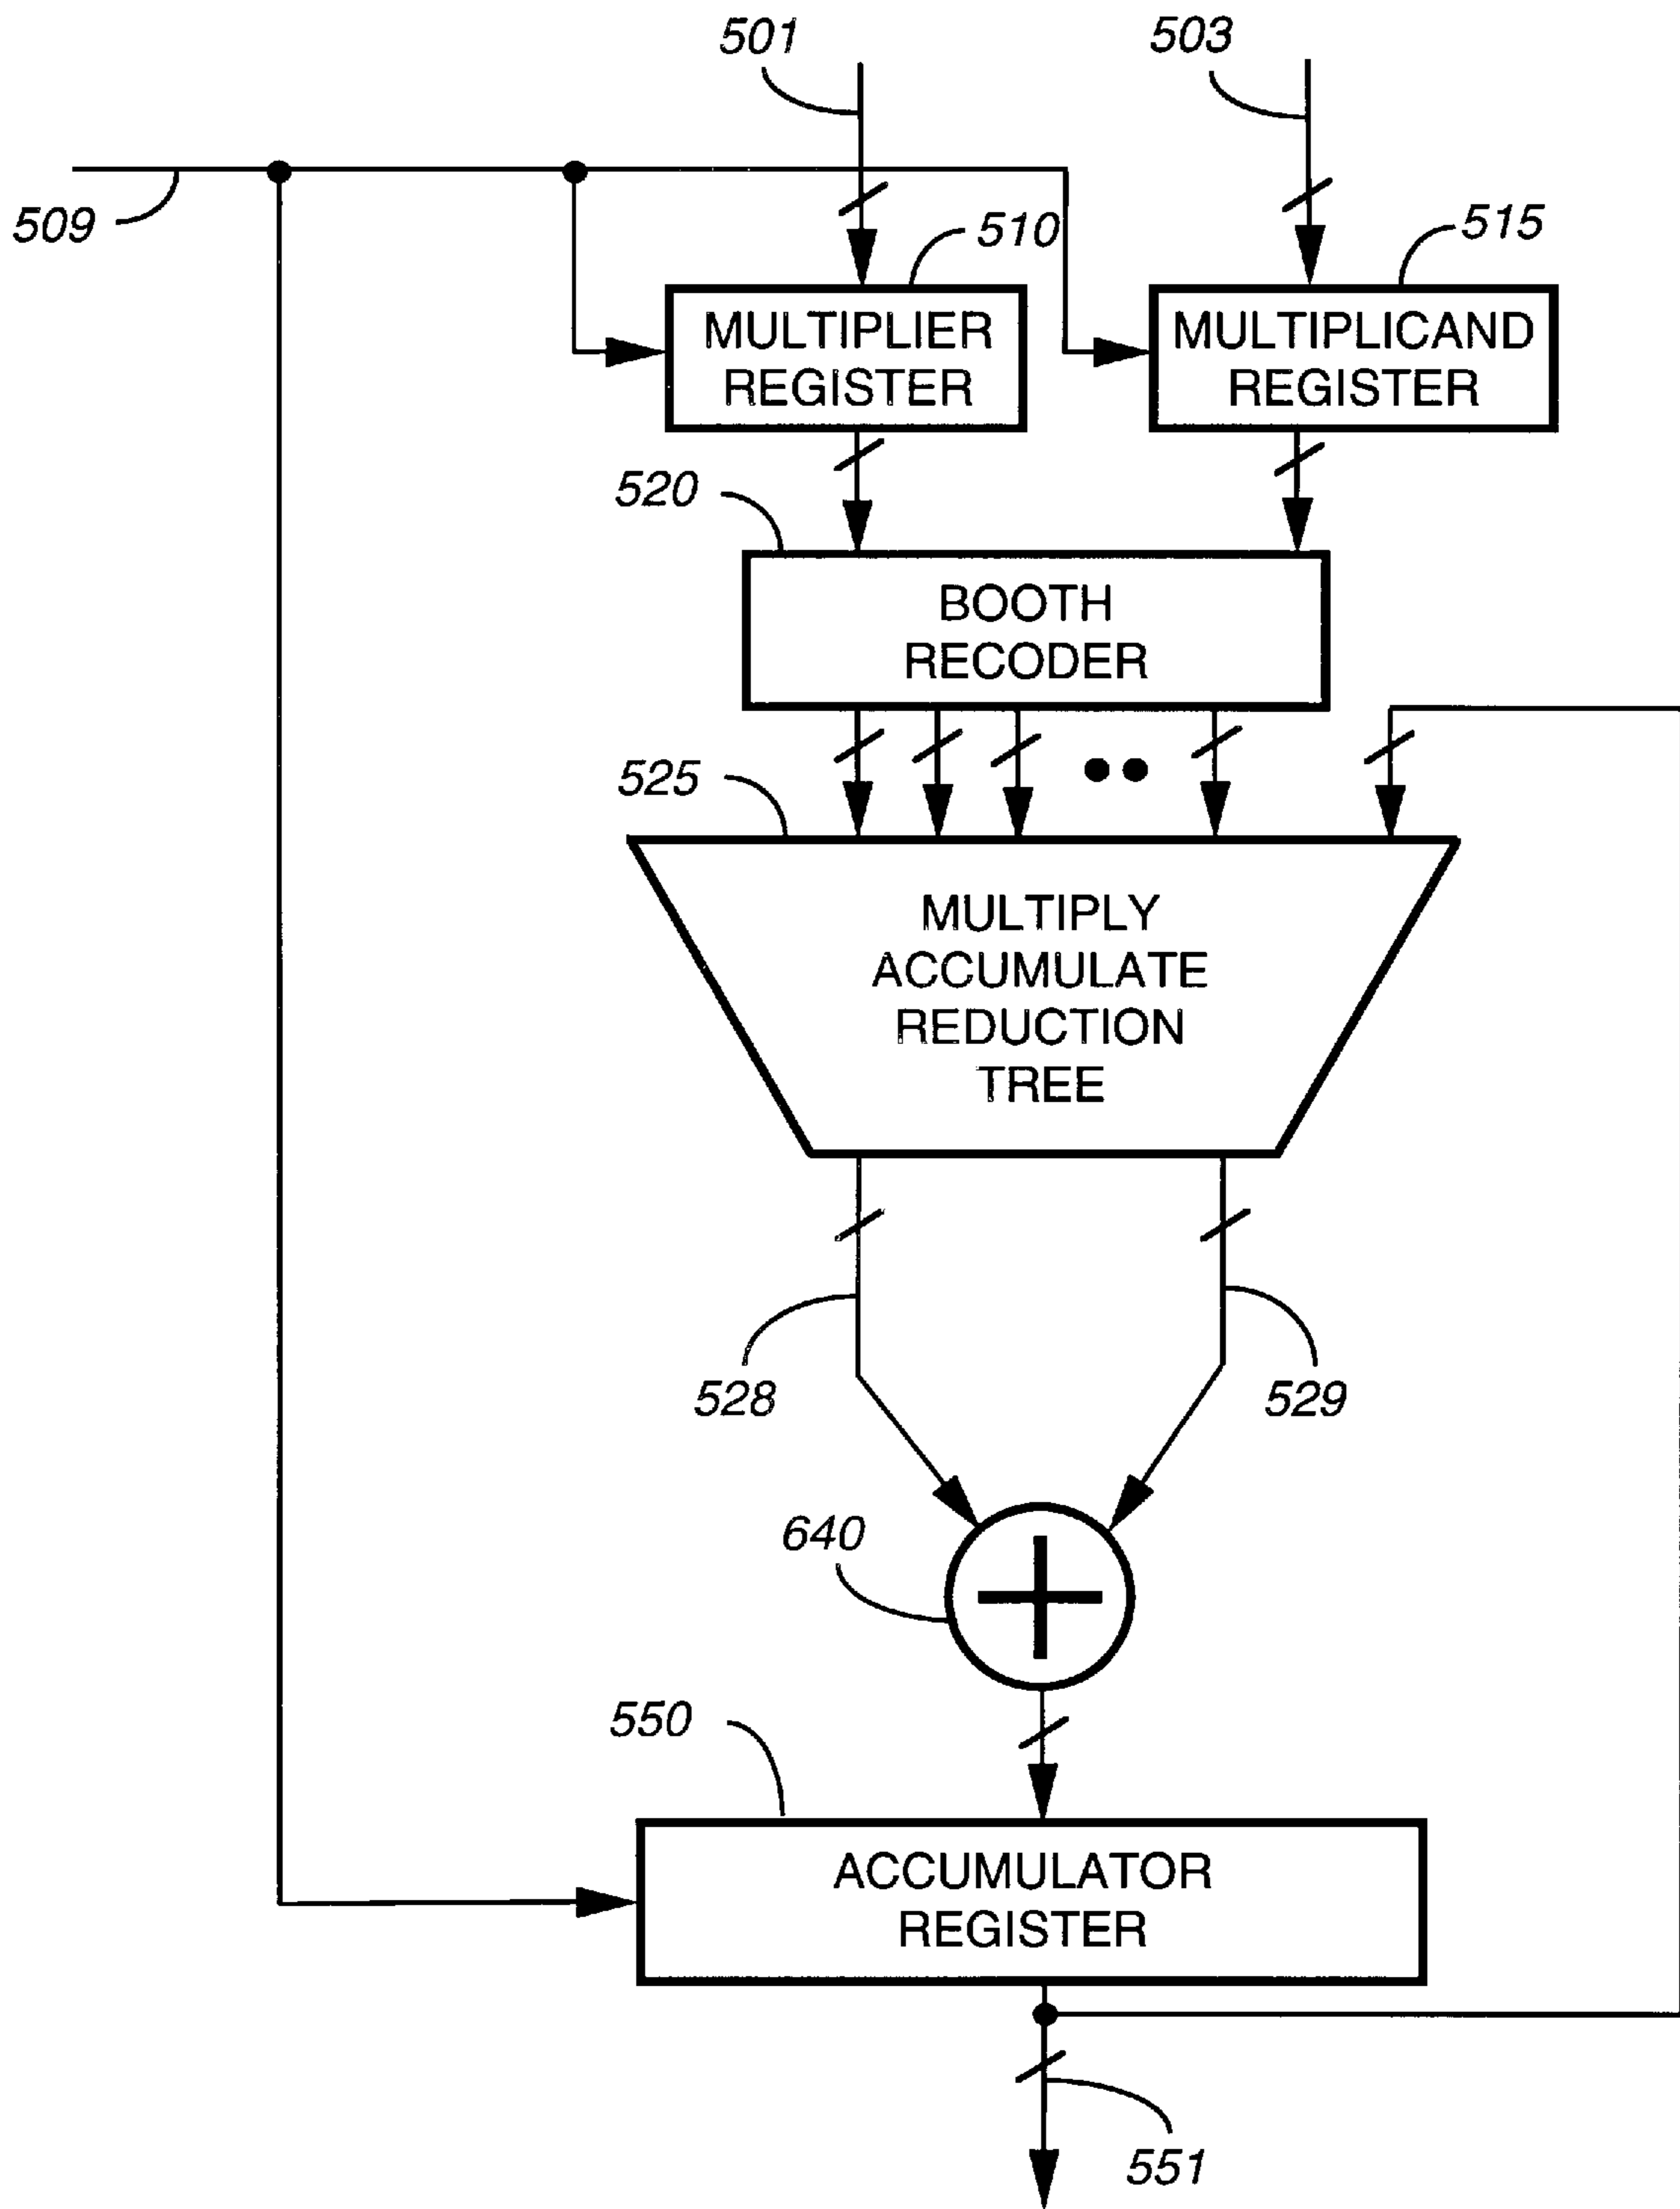 501
503
509
510
515
MULTIPLIER
REGISTER
MULTIPLICAND
REGISTER
520
BOOTH
RECODER
525
MULTIPLY
ACCUMULATE
REDUCTION
TREE
528
529
640
550
ACCUMULATOR
REGISTER
551